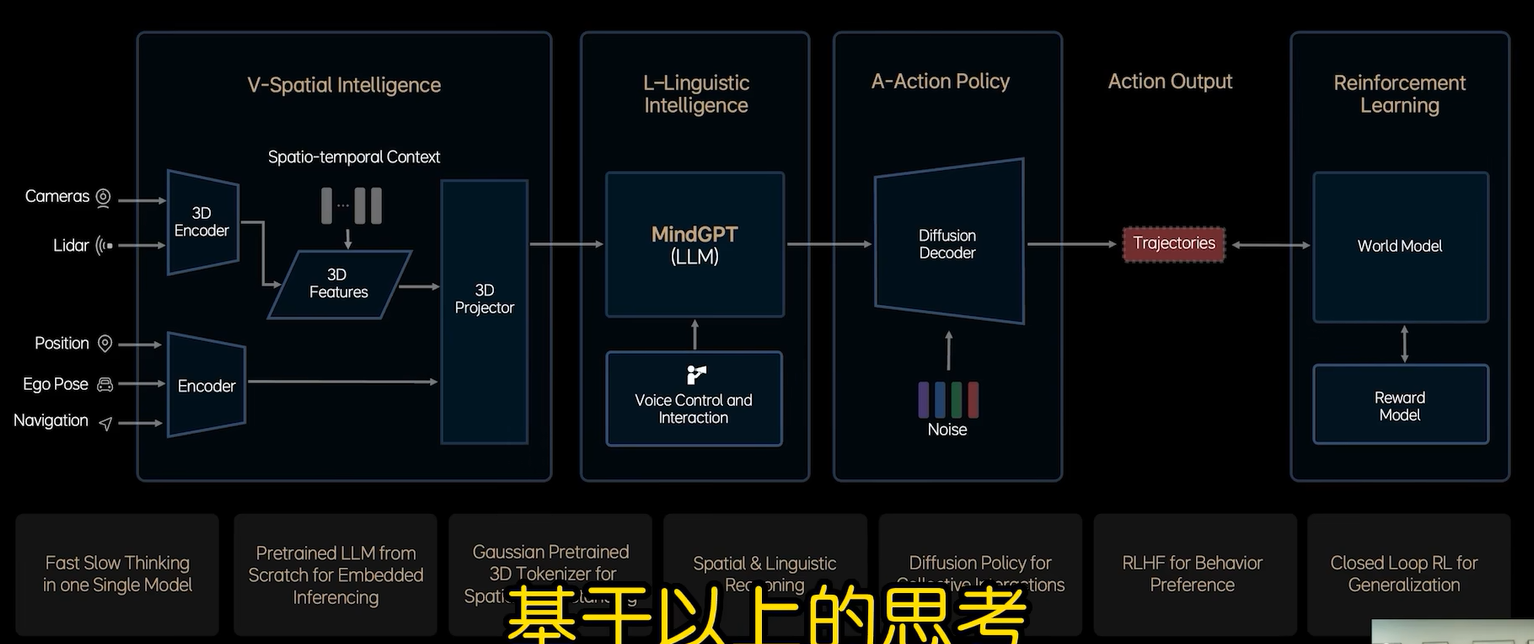 V-Spatial Intelligence
Spatio-temporal Context
Cameras
Lidar
3D
Encoder
...
3D
Features
3D
Projector
Position
Ego Pose
Navigation
Encoder
L-Linguistic
Intelligence
MindGPT
(LLM)
Voice Control and
Interaction
A-Action Policy
Diffusion
Decoder
Noise
Action Output
Trajectories
Reinforcement
Learning
World Model
Reward
Model
Fast Slow Thinking
in one Single Model
Pretrained LLM from
Scratch for Embedded
Inferencing
Gaussian Pretrained
3D Tokenizer for
Spatial & Linguistic
Reasoning
Diffusion Policy for
Collective Interactions
RLHF for Behavior
Preference
Closed Loop RL for
Generalization
基于以上的思考